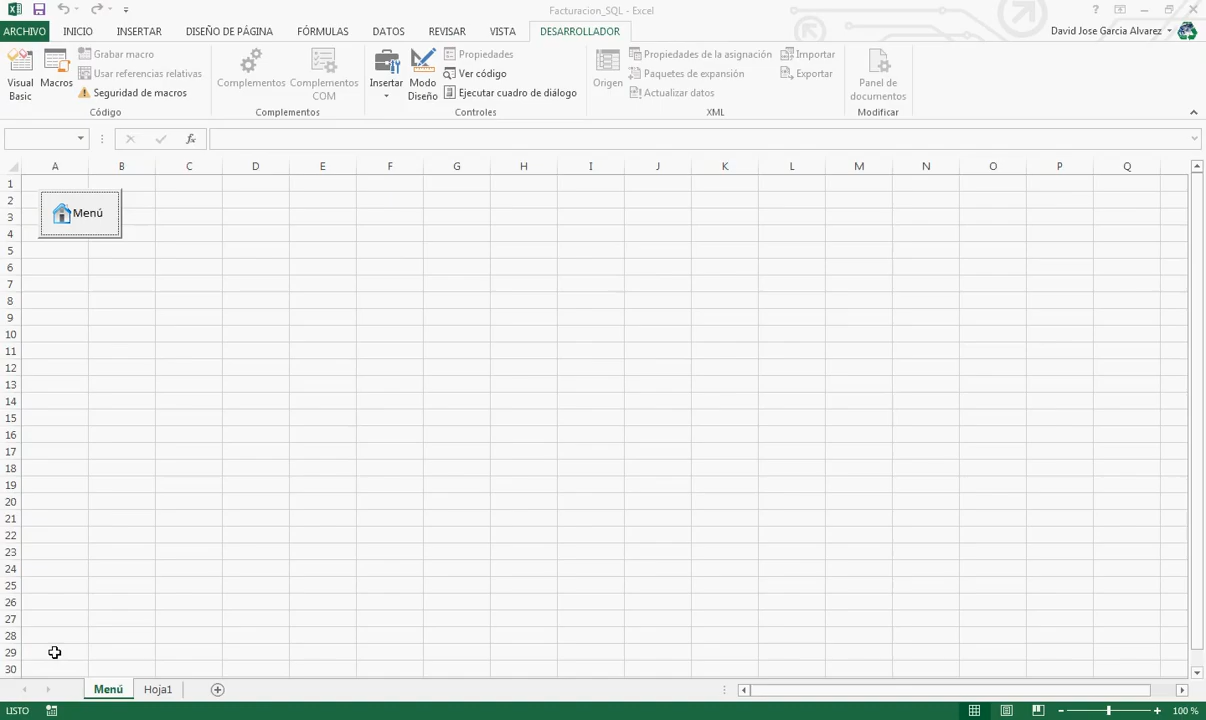 Facturacion_SQL - Excel
ARCHIVO INICIO INSERTAR DISEÑO DE PÁGINA FÓRMULAS DATOS REVISAR VISTA DESARROLLADOR David Jose Garcia Alvarez
Visual Basic
Macros
Grabar macro
Usar referencias relativas
Seguridad de macros
Código
Complementos
Complementos COM
Complementos
Insertar
Modo Diseño
Propiedades
Ver código
Ejecutar cuadro de diálogo
Controles
Origen
Propiedades de la asignación
Paquetes de expansión
Actualizar datos
Importar
Exportar
XML
Panel de documentos
Modificar
fx
A B C D E F G H I J K L M N O P Q
1
2
3
4
5
6
7
8
9
10
11
12
13
14
15
16
17
18
19
20
21
22
23
24
25
26
27
28
29
30
Menú
Menú Hoja1
LISTO 100 %